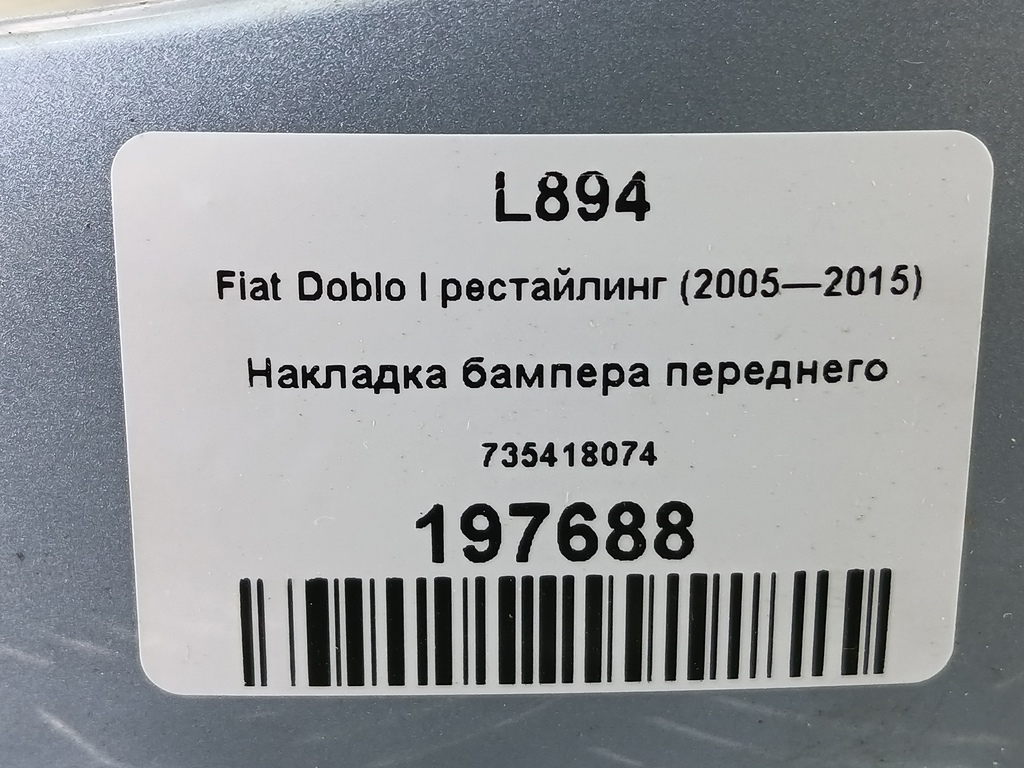 L894
Fiat Doblo I рестайлинг (2005—2015)
Накладка бампера переднего
735418074
197688